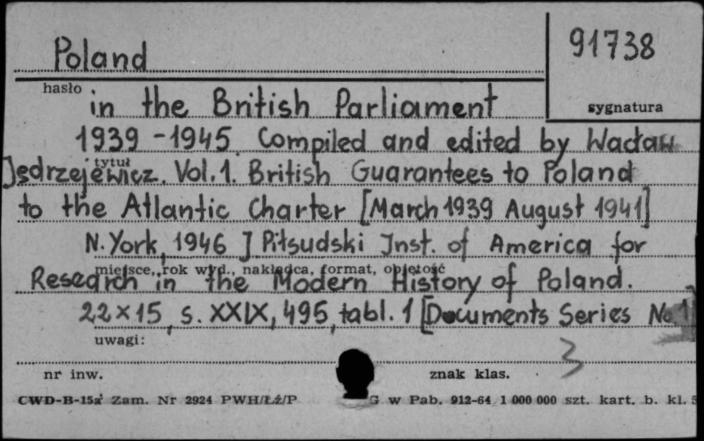 Poland
91738
hasło
sygnatura
in the British Parliament
1939-1945 Compiled and edited by Wacław
tytuł
Jędrzejewicz. Vol. 1. British Guarantees to Poland
to the Atlantic Charter [March 1939 August 1941]
N. York, 1946 J. Piłsudski Inst. of America for
miejsce, rok wyd., nakładca, format, objętość
Research in the Modern History of Poland.
22×15, s. XXIX, 495, tabl. 1 [Documents Series No 1]
uwagi:
3
nr inw.
znak klas.
CWD-B-15a Zam. Nr 2924 PWH/Łż/P G w Pab. 912-64 1 000 000 szt. kart. b. kl. 5